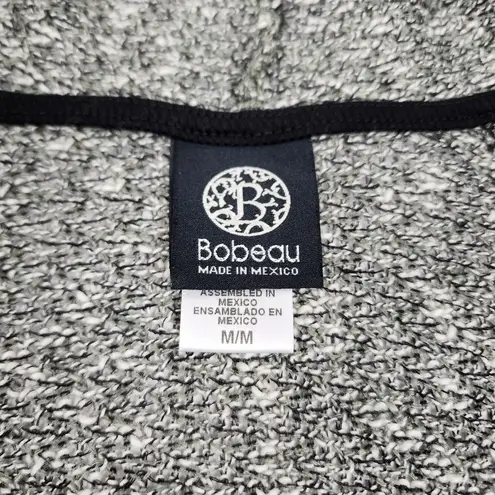 B
Bobeau
MADE IN MEXICO
ASSEMBLED IN
MEXICO
ENSAMBLADO EN
MEXICO
M/M